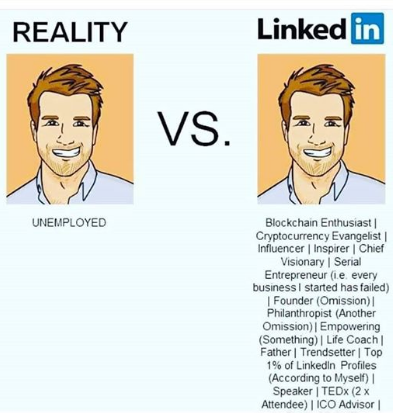 REALITY
Linked in
VS.
UNEMPLOYED
Blockchain Enthusiast |
Cryptocurrency Evangelist |
Influencer | Inspirer | Chief
Visionary | Serial
Entrepreneur (i.e. every
business I started has failed)
| Founder (Omission) |
Philanthropist (Another
Omission) | Empowering
(Something) | Life Coach |
Father | Trendsetter | Top
1% of LinkedIn Profiles
(According to Myself) |
Speaker | TEDx (2 x
Attendee) | ICO Advisor |